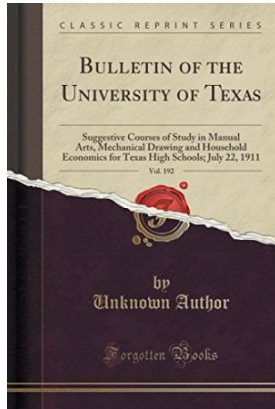 CLASSIC REPRINT SERIES
BULLETIN OF THE
UNIVERSITY OF TEXAS
Suggestive Courses of Study in Manual
Arts, Mechanical Drawing and Household
Economics for Texas High Schools; July 22, 1911
Vol. 192
by
Unknown Author
Forgotten Books